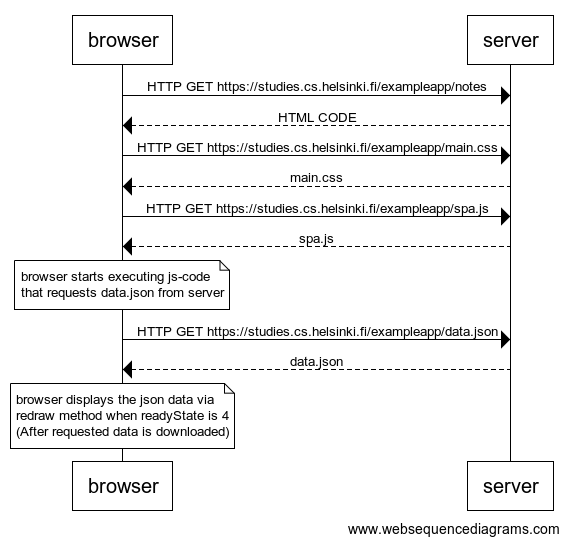 browser
server
HTTP GET https://studies.cs.helsinki.fi/exampleapp/notes
HTML CODE
HTTP GET https://studies.cs.helsinki.fi/exampleapp/main.css
main.css
HTTP GET https://studies.cs.helsinki.fi/exampleapp/spa.js
spa.js
browser starts executing js-code
that requests data.json from server
HTTP GET https://studies.cs.helsinki.fi/exampleapp/data.json
data.json
browser displays the json data via
redraw method when readyState is 4
(After requested data is downloaded)
browser
server
www.websequencediagrams.com